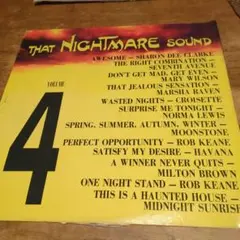 THAT NIGHTMARE SOUND
VOLUME
4
AWESOME – SHARON DEE CLARKE
THE RIGHT COMBINATION –
SEVENTH AVENUE
DON'T GET MAD, GET EVEN –
MARY WILSON
THAT JEALOUS SENSATION –
MARSHA RAVEN
WASTED NIGHTS – CROISETTE
SURPRISE ME TONIGHT –
NORMA LEWIS
SPRING, SUMMER, AUTUMN, WINTER –
MOONSTONE
PERFECT OPPORTUNITY – ROB KEANE
SATISFY MY DESIRE – HAVANA
A WINNER NEVER QUITS –
MILTON BROWN
ONE NIGHT STAND – ROB KEANE
THIS IS A HAUNTED HOUSE –
MIDNIGHT SUNRISE